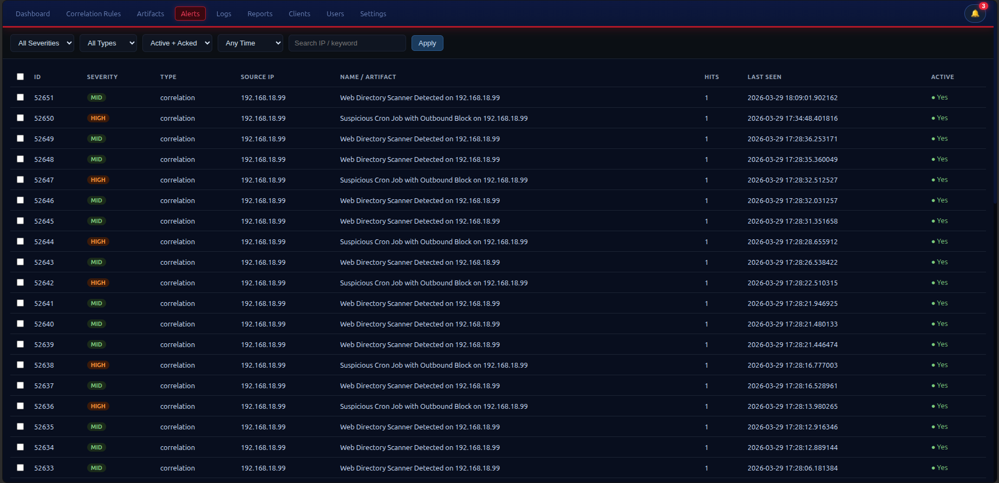 Dashboard Correlation Rules Artifacts Alerts Logs Reports Clients Users Settings 3
All Severities All Types Active + Acked Any Time Search IP / keyword Apply
ID SEVERITY TYPE SOURCE IP NAME / ARTIFACT HITS LAST SEEN ACTIVE
52651 MID correlation 192.168.18.99 Web Directory Scanner Detected on 192.168.18.99 1 2026-03-29 18:09:01.902162 Yes
52650 HIGH correlation 192.168.18.99 Suspicious Cron Job with Outbound Block on 192.168.18.99 1 2026-03-29 17:34:48.401816 Yes
52649 MID correlation 192.168.18.99 Web Directory Scanner Detected on 192.168.18.99 1 2026-03-29 17:28:36.253171 Yes
52648 MID correlation 192.168.18.99 Web Directory Scanner Detected on 192.168.18.99 1 2026-03-29 17:28:35.360049 Yes
52647 HIGH correlation 192.168.18.99 Suspicious Cron Job with Outbound Block on 192.168.18.99 1 2026-03-29 17:28:32.512527 Yes
52646 MID correlation 192.168.18.99 Web Directory Scanner Detected on 192.168.18.99 1 2026-03-29 17:28:32.031257 Yes
52645 MID correlation 192.168.18.99 Web Directory Scanner Detected on 192.168.18.99 1 2026-03-29 17:28:31.351658 Yes
52644 HIGH correlation 192.168.18.99 Suspicious Cron Job with Outbound Block on 192.168.18.99 1 2026-03-29 17:28:28.655912 Yes
52643 MID correlation 192.168.18.99 Web Directory Scanner Detected on 192.168.18.99 1 2026-03-29 17:28:26.538422 Yes
52642 HIGH correlation 192.168.18.99 Suspicious Cron Job with Outbound Block on 192.168.18.99 1 2026-03-29 17:28:22.510315 Yes
52641 MID correlation 192.168.18.99 Web Directory Scanner Detected on 192.168.18.99 1 2026-03-29 17:28:21.946925 Yes
52640 MID correlation 192.168.18.99 Web Directory Scanner Detected on 192.168.18.99 1 2026-03-29 17:28:21.480133 Yes
52639 MID correlation 192.168.18.99 Web Directory Scanner Detected on 192.168.18.99 1 2026-03-29 17:28:21.446474 Yes
52638 HIGH correlation 192.168.18.99 Suspicious Cron Job with Outbound Block on 192.168.18.99 1 2026-03-29 17:28:16.777003 Yes
52637 MID correlation 192.168.18.99 Web Directory Scanner Detected on 192.168.18.99 1 2026-03-29 17:28:16.528961 Yes
52636 HIGH correlation 192.168.18.99 Suspicious Cron Job with Outbound Block on 192.168.18.99 1 2026-03-29 17:28:13.980265 Yes
52635 MID correlation 192.168.18.99 Web Directory Scanner Detected on 192.168.18.99 1 2026-03-29 17:28:12.916346 Yes
52634 MID correlation 192.168.18.99 Web Directory Scanner Detected on 192.168.18.99 1 2026-03-29 17:28:12.889144 Yes
52633 MID correlation 192.168.18.99 Web Directory Scanner Detected on 192.168.18.99 1 2026-03-29 17:28:06.181384 Yes